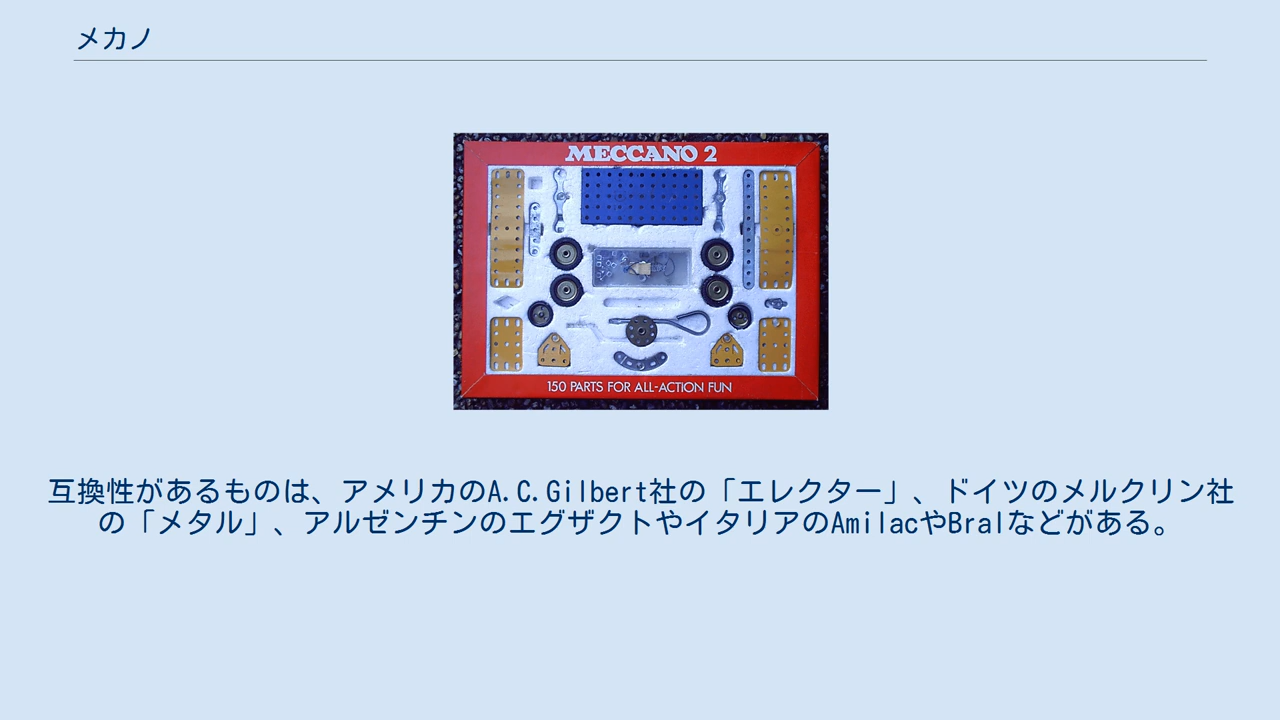 メカノ
MECCANO 2
150 PARTS FOR ALL-ACTION FUN
互換性があるものは、アメリカのA.C.Gilbert社の「エレクター」、ドイツのメルクリン社
の「メタル」、アルゼンチンのエグザクトやイタリアのAmilacやBralなどがある。